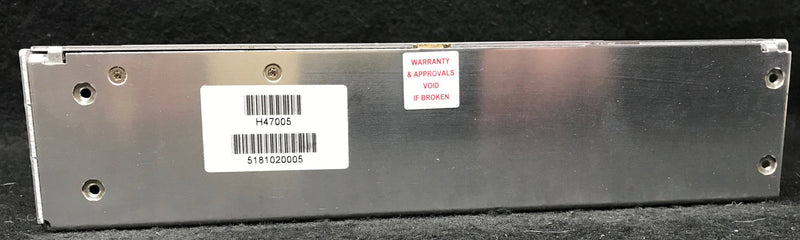 WARRANTY
& APPROVALS
VOID
IF BROKEN
H47005
5181020005